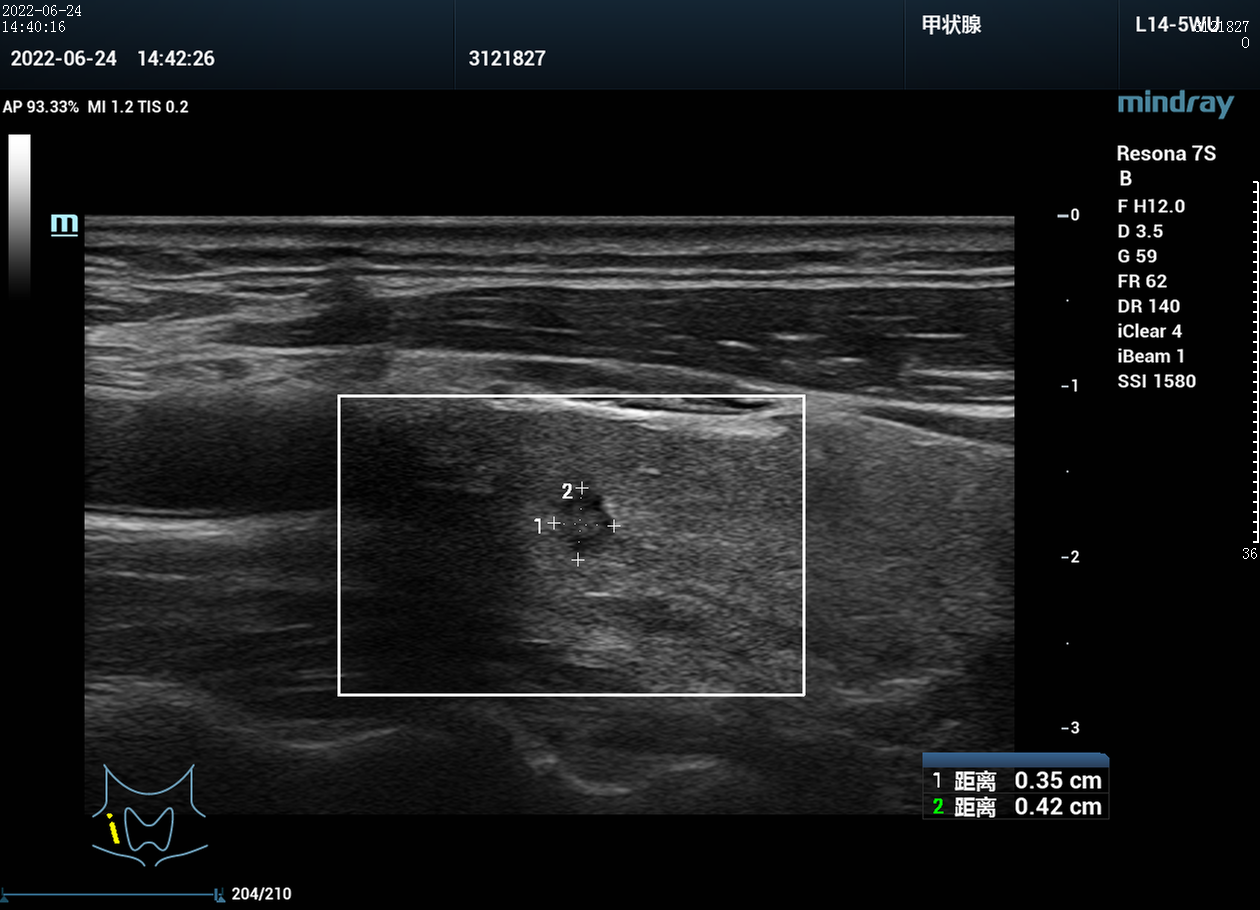 2022-06-24
14:40:16
2022-06-24 14:42:26
3121827
甲状腺
L14-5WU
3121827
0
AP 93.33% MI 1.2 TIS 0.2
mindray
Resona 7S
B
F H12.0
D 3.5
G 59
FR 62
DR 140
iClear 4
iBeam 1
SSI 1580
m
0
1
2
3
36
2
1
1 距离 0.35 cm
2 距离 0.42 cm
204/210